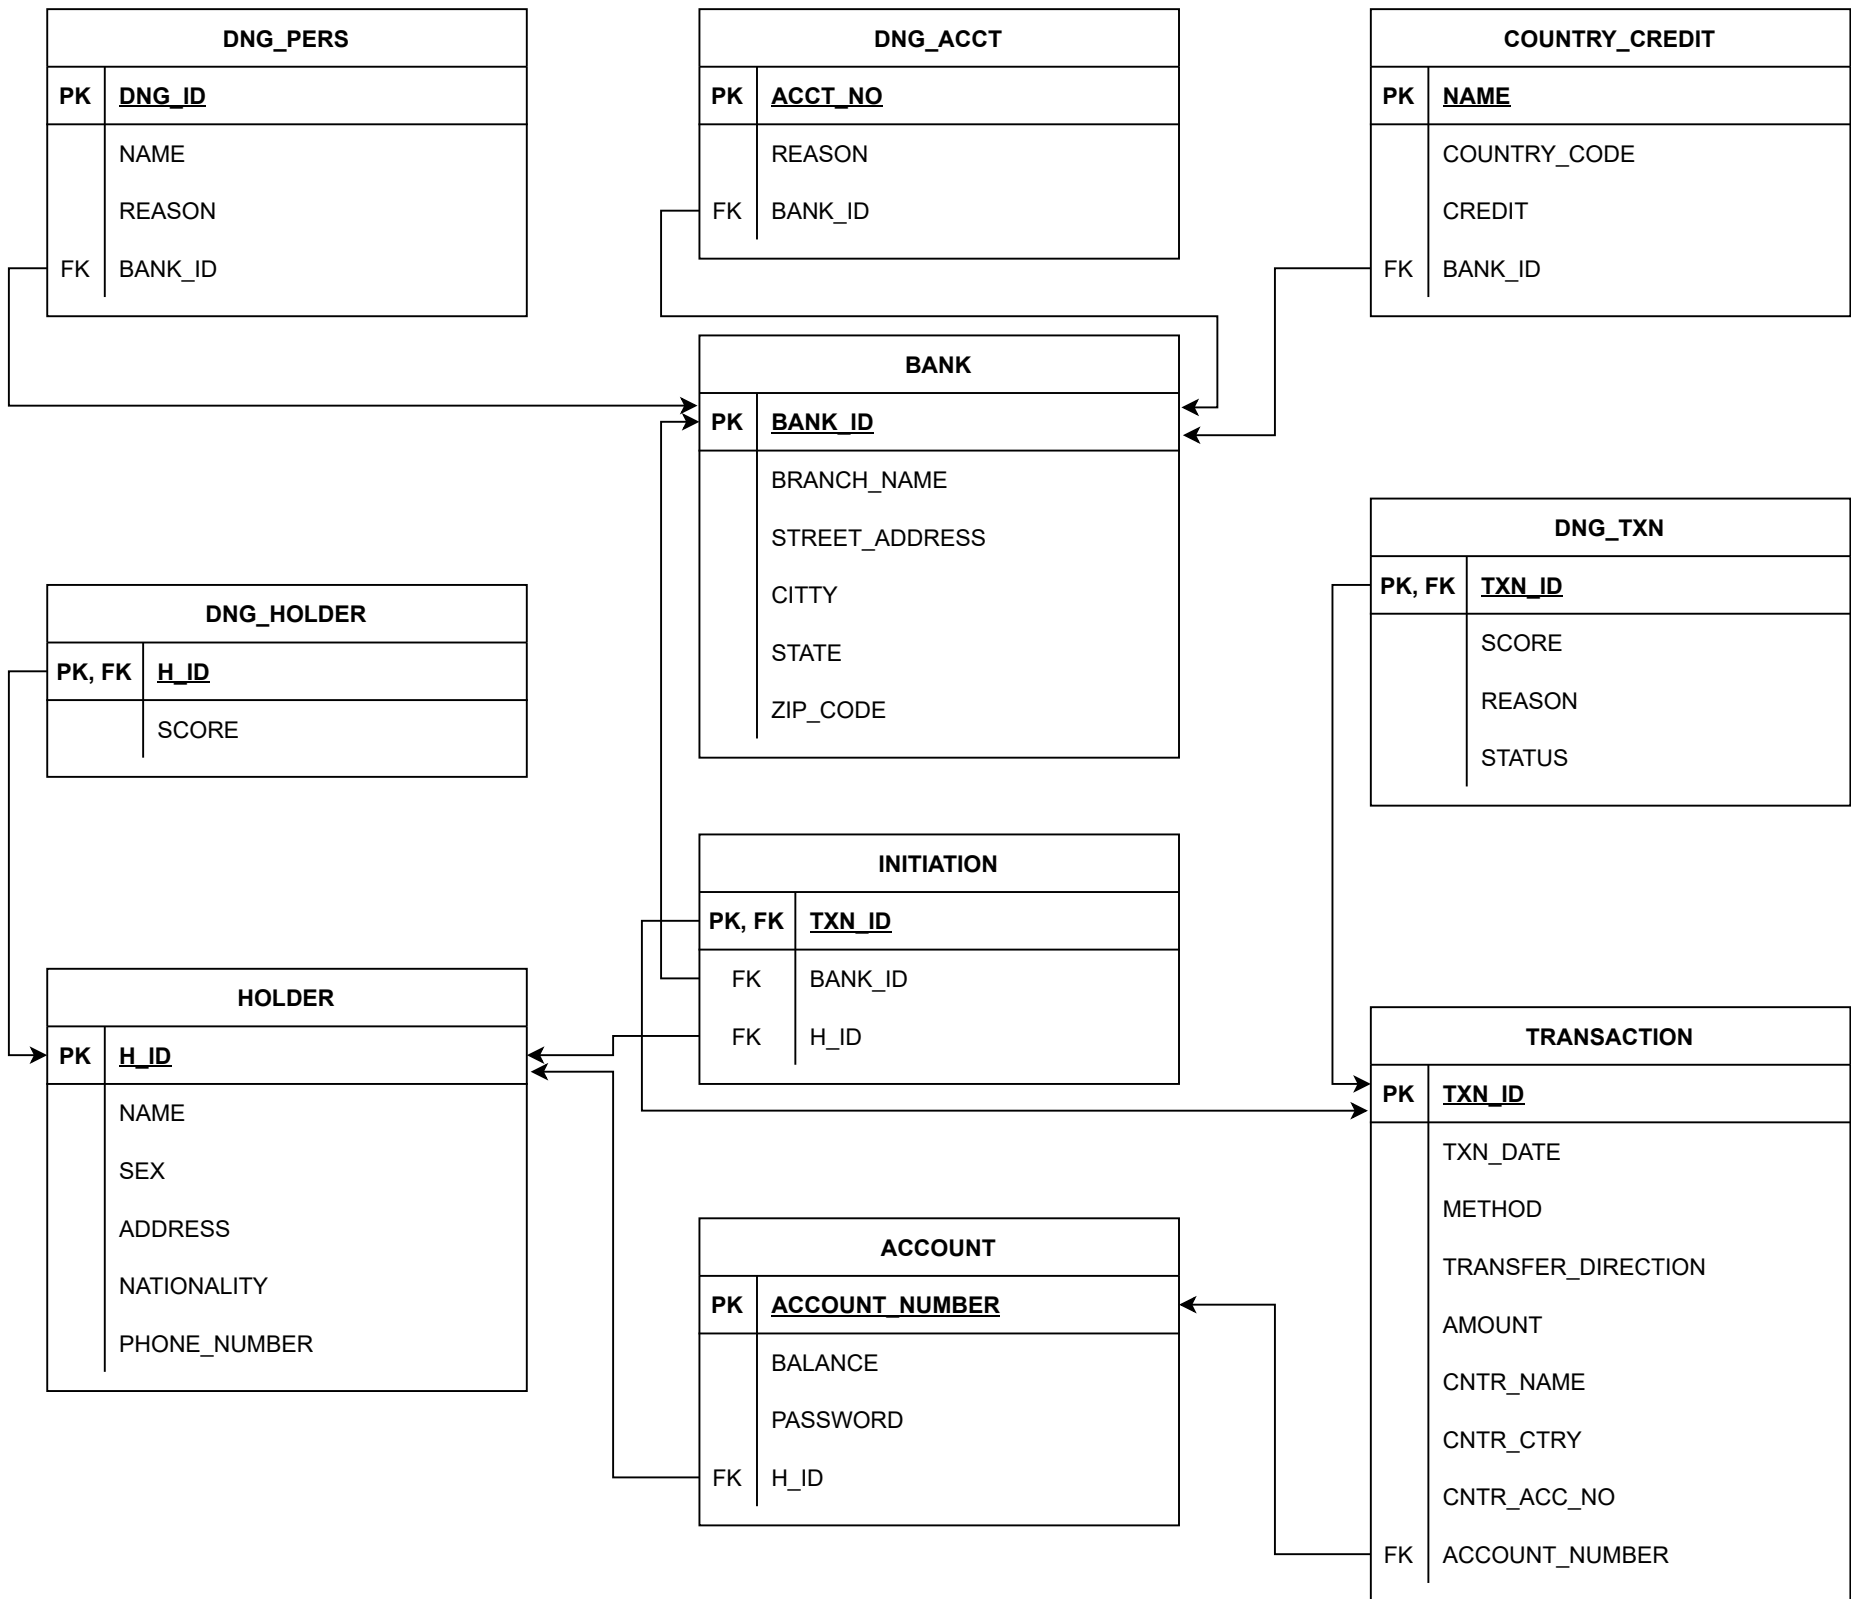 DNG_PERS
PK DNG_ID
NAME
REASON
FK BANK_ID
DNG_ACCT
PK ACCT_NO
REASON
FK BANK_ID
COUNTRY_CREDIT
PK NAME
COUNTRY_CODE
CREDIT
FK BANK_ID
BANK
PK BANK_ID
BRANCH_NAME
STREET_ADDRESS
CITTY
STATE
ZIP_CODE
DNG_TXN
PK, FK TXN_ID
SCORE
REASON
STATUS
DNG_HOLDER
PK, FK H_ID
SCORE
INITIATION
PK, FK TXN_ID
FK BANK_ID
FK H_ID
HOLDER
PK H_ID
NAME
SEX
ADDRESS
NATIONALITY
PHONE_NUMBER
TRANSACTION
PK TXN_ID
TXN_DATE
METHOD
TRANSFER_DIRECTION
AMOUNT
CNTR_NAME
CNTR_CTRY
CNTR_ACC_NO
FK ACCOUNT_NUMBER
ACCOUNT
PK ACCOUNT_NUMBER
BALANCE
PASSWORD
FK H_ID